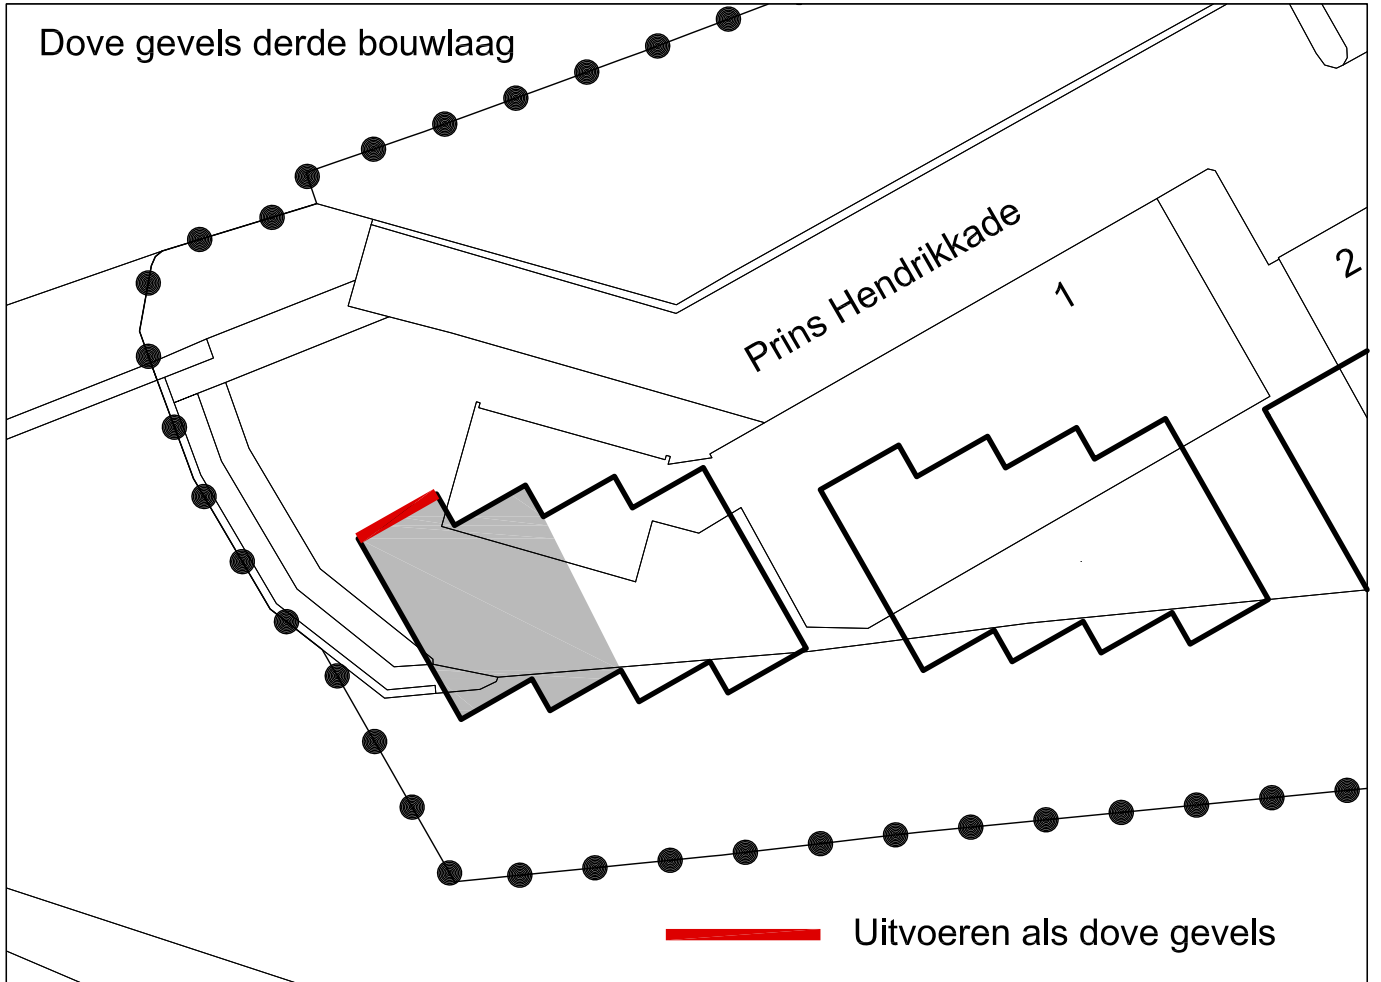 Dove gevels derde bouwlaag
Prins Hendrikkade
1
2
Uitvoeren als dove gevels